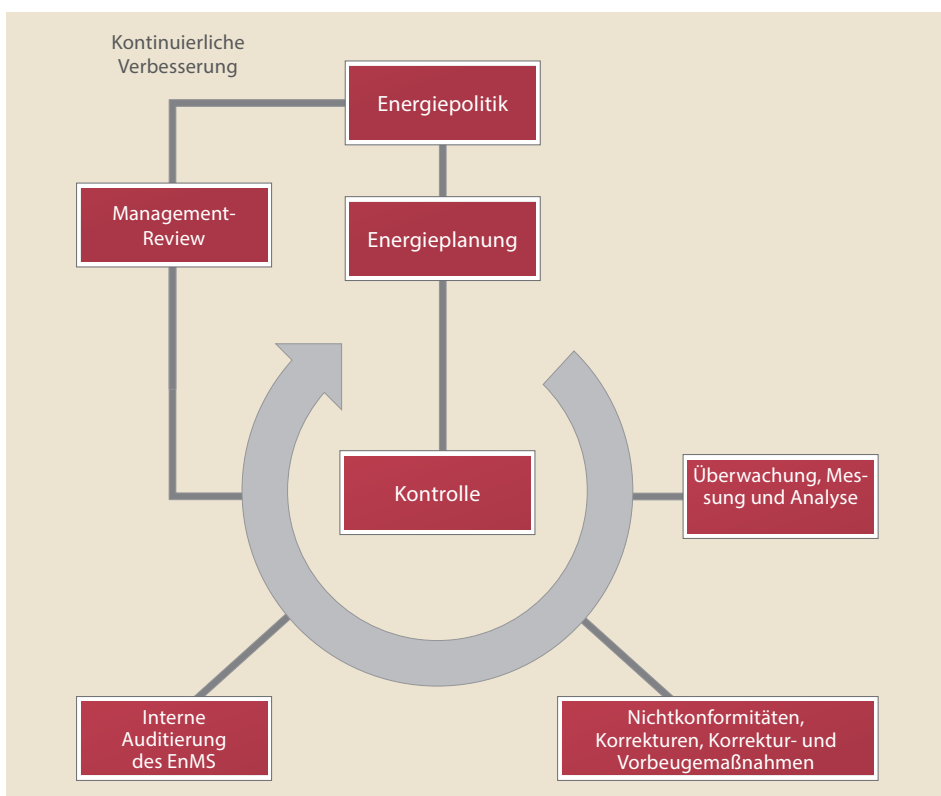 Kontinuierliche
Verbesserung
Energiepolitik
Management-
Review
Energieplanung
Kontrolle
Überwachung, Mes-
sung und Analyse
Interne
Auditierung
des EnMS
Nichtkonformitäten,
Korrekturen, Korrektur- und
Vorbeugemaßnahmen